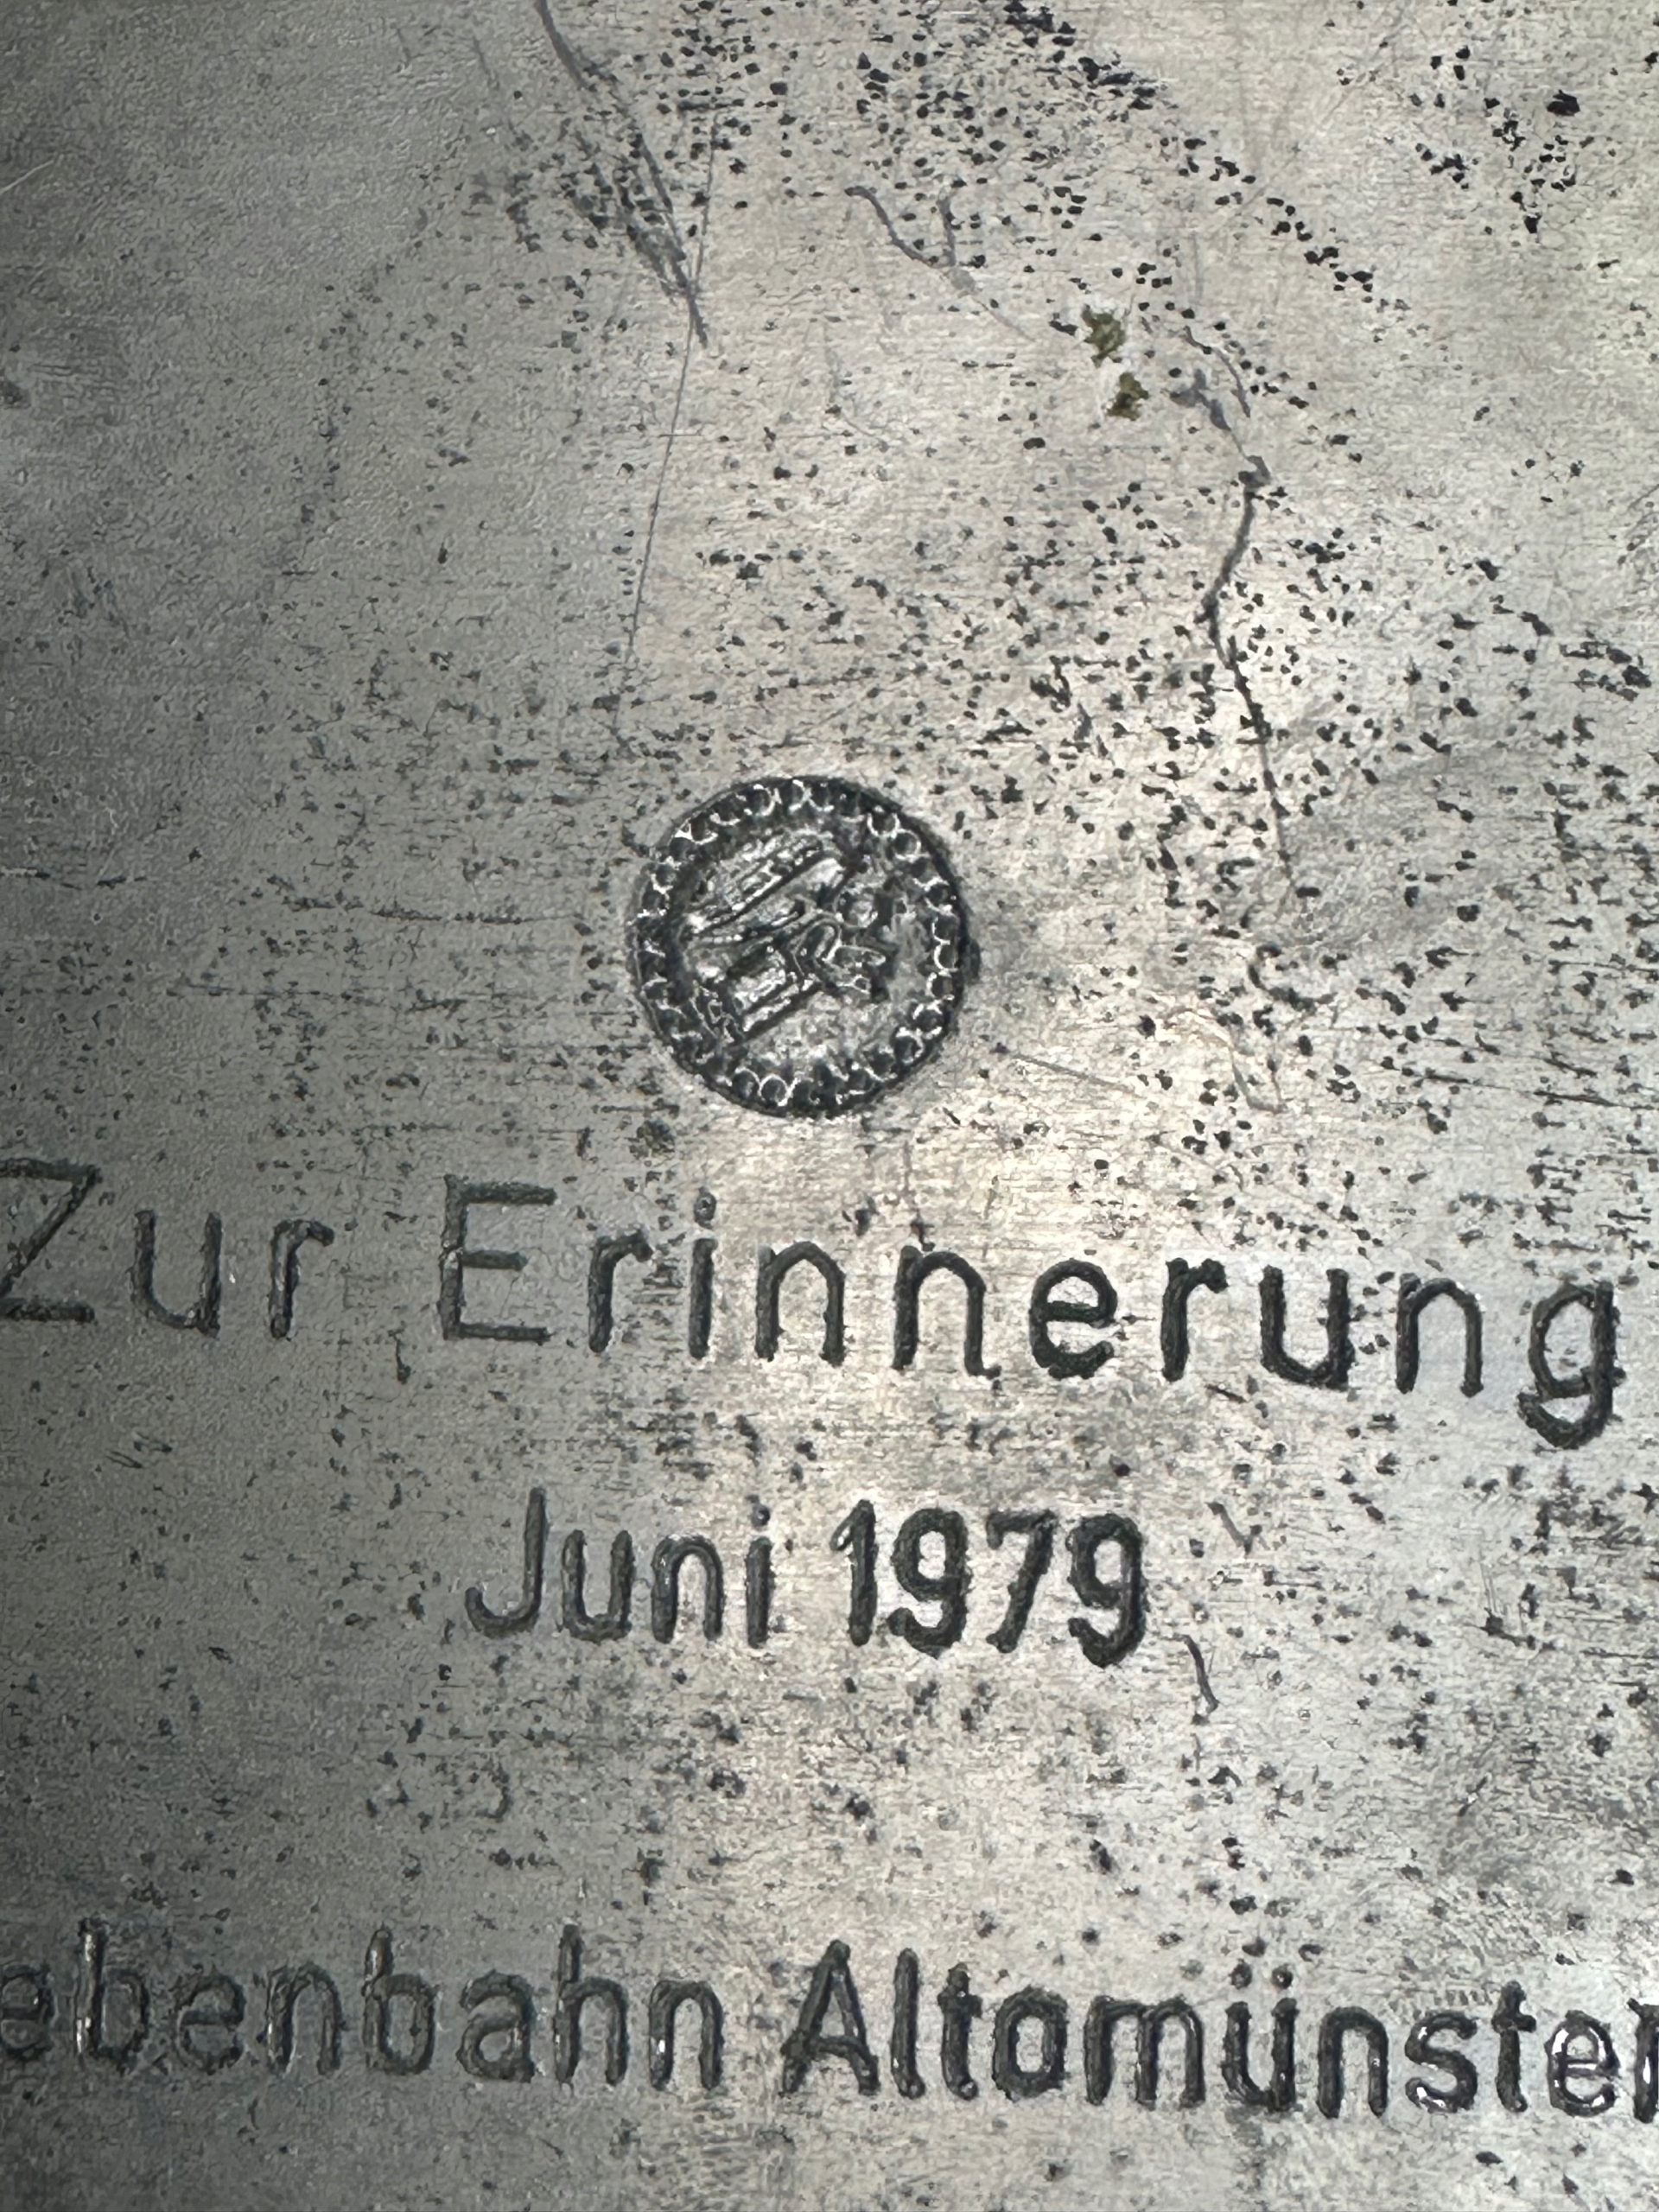 Zur Erinnerung
Juni 1979
ebenbahn Altomünster